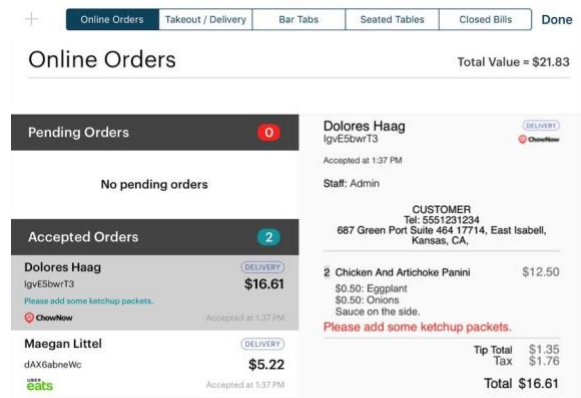 + Online Orders Takeout / Delivery Bar Tabs Seated Tables Closed Bills Done
Online Orders
Total Value = $21.83
Pending Orders 0
No pending orders
Accepted Orders 2
Dolores Haag DELIVERY
IgvE5bwrT3 $16.61
Please add some ketchup packets.
ChowNow Accepted at 1:37 PM
Maegan Littel DELIVERY
dAX6abneWc $5.22
UBER
eats Accepted at 1:37 PM
Dolores Haag DELIVERY
IgvE5bwrT3 ChowNow
Accepted at 1:37 PM
Staff: Admin
CUSTOMER
Tel: 5551231234
687 Green Port Suite 464 17714, East Isabell,
Kansas, CA,
2 Chicken And Artichoke Panini $12.50
$0.50: Eggplant
$0.50: Onions
Sauce on the side.
Please add some ketchup packets.
Tip Total $1.35
Tax $1.76
Total $16.61